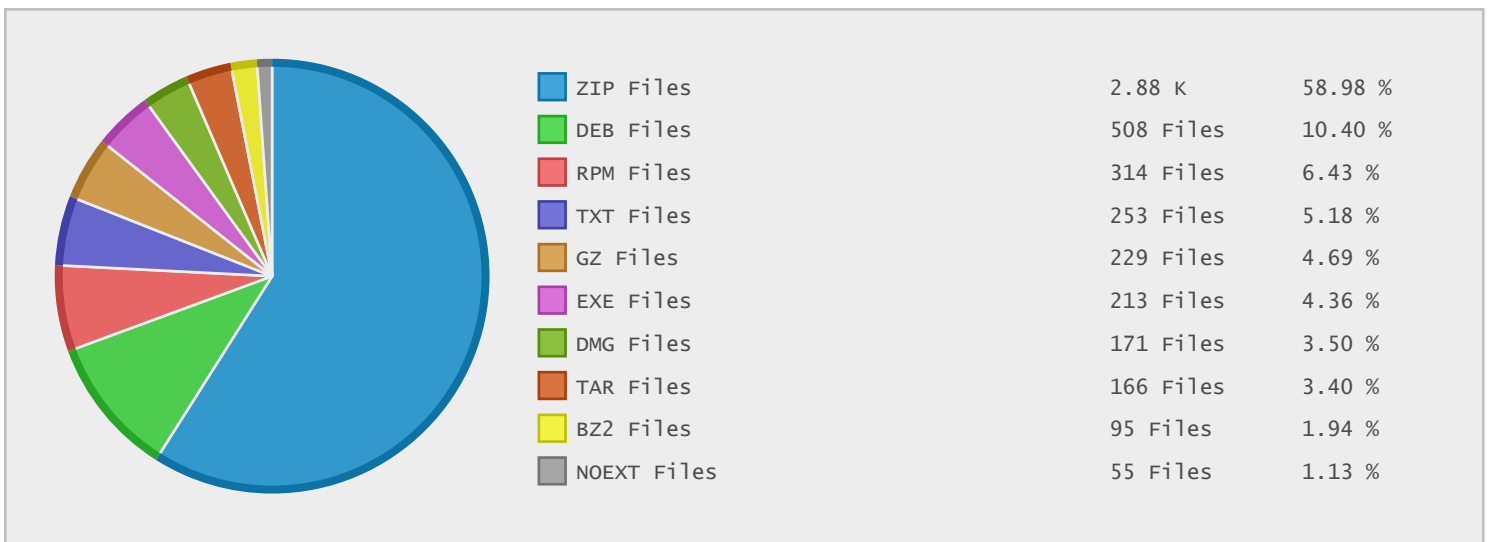 ZIP Files 2.88 K 58.98 %
DEB Files 508 Files 10.40 %
RPM Files 314 Files 6.43 %
TXT Files 253 Files 5.18 %
GZ Files 229 Files 4.69 %
EXE Files 213 Files 4.36 %
DMG Files 171 Files 3.50 %
TAR Files 166 Files 3.40 %
BZ2 Files 95 Files 1.94 %
NOEXT Files 55 Files 1.13 %